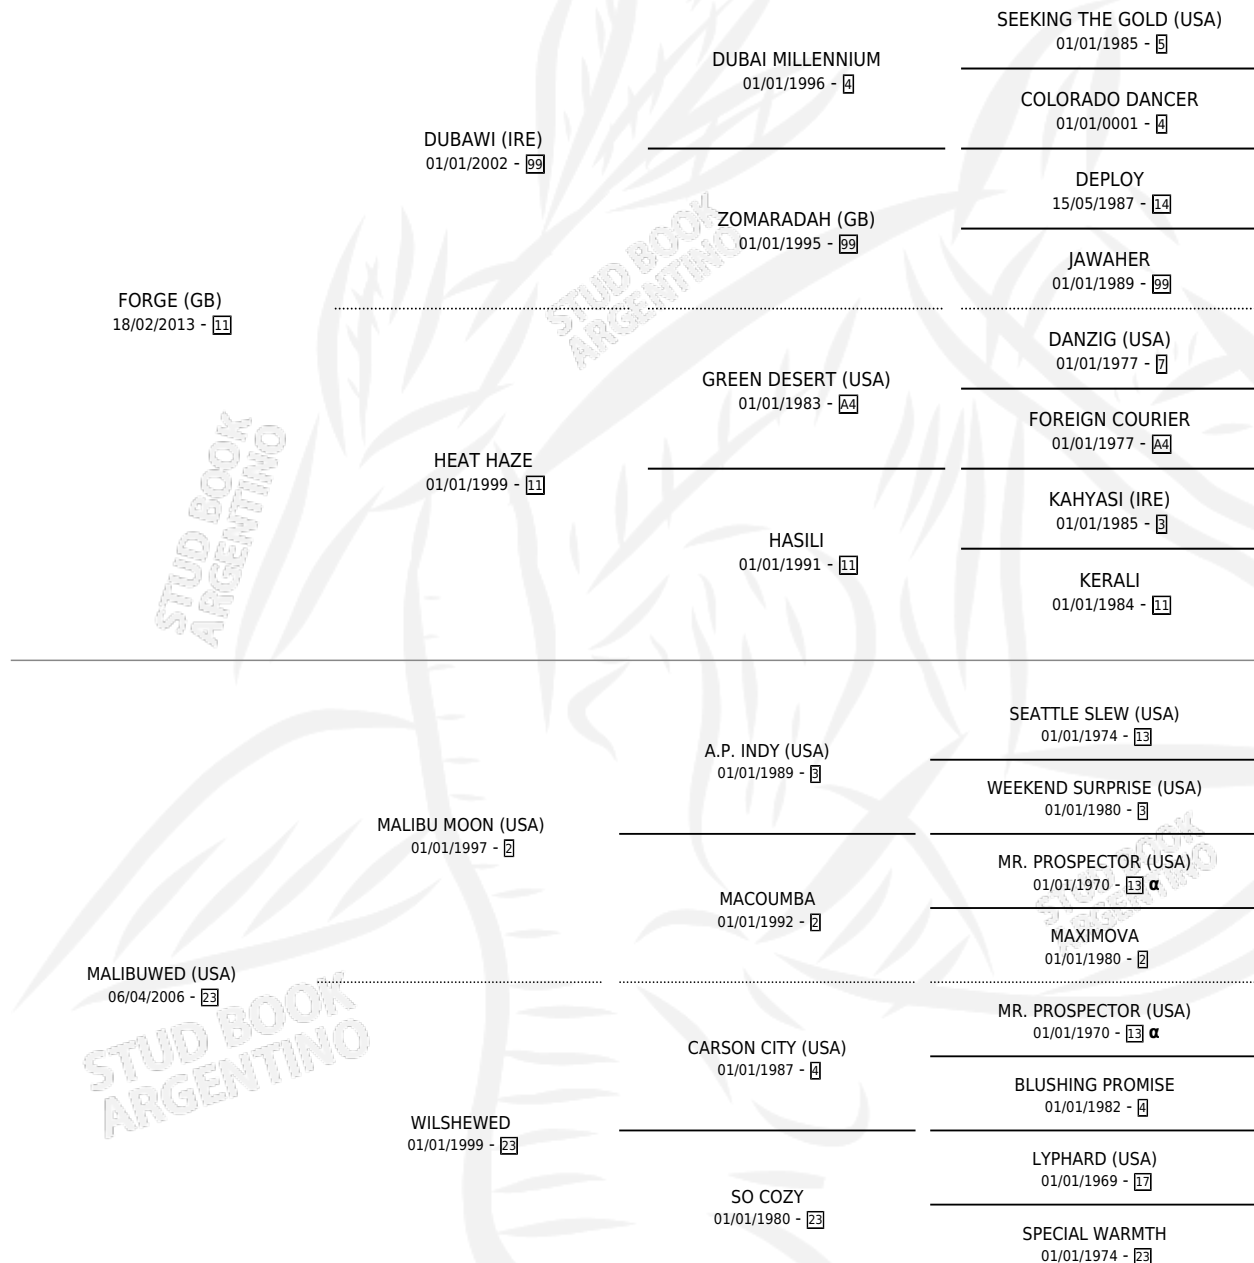 SEEKING THE GOLD (USA)
01/01/1985 - 5
DUBAI MILLENNIUM
01/01/1996 - 4
COLORADO DANCER
01/01/0001 - 4
DUBAWI (IRE)
01/01/2002 - 99
DEPLOY
15/05/1987 - 14
ZOMARADAH (GB)
01/01/1995 - 99
JAWAHER
01/01/1989 - 99
FORGE (GB)
18/02/2013 - 11
DANZIG (USA)
01/01/1977 - 7
GREEN DESERT (USA)
01/01/1983 - A4
FOREIGN COURIER
01/01/1977 - A4
HEAT HAZE
01/01/1999 - 11
KAHYASI (IRE)
01/01/1985 - 3
HASILI
01/01/1991 - 11
KERALI
01/01/1984 - 11
STUD BOOK
ARGENTINO
STUD BOOK
ARGENTINO
SEATTLE SLEW (USA)
01/01/1974 - 13
A.P. INDY (USA)
01/01/1989 - 3
WEEKEND SURPRISE (USA)
01/01/1980 - 3
MALIBU MOON (USA)
01/01/1997 - 2
MR. PROSPECTOR (USA)
01/01/1970 - 13 α
MACOUMBA
01/01/1992 - 2
MAXIMOVA
01/01/1980 - 2
MALIBUWED (USA)
06/04/2006 - 23
MR. PROSPECTOR (USA)
01/01/1970 - 13 α
CARSON CITY (USA)
01/01/1987 - 4
BLUSHING PROMISE
01/01/1982 - 4
WILSHEWED
01/01/1999 - 23
LYPHARD (USA)
01/01/1969 - 17
SO COZY
01/01/1980 - 23
SPECIAL WARMTH
01/01/1974 - 23
STUD BOOK
ARGENTINO
STUD BOOK
ARGENTINO